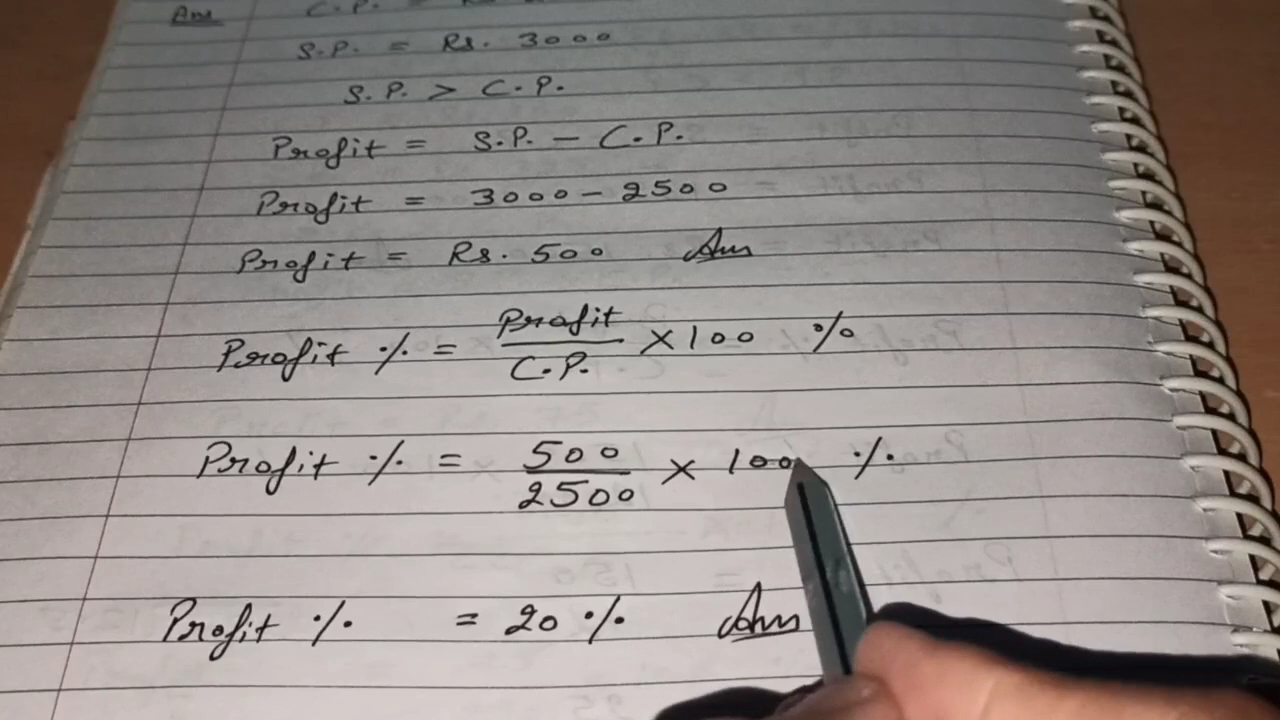 Ans C.P. =
S.P. = Rs. 3000
S.P. > C.P.
Profit = S.P. - C.P.
Profit = 3000 - 2500
Profit = Rs. 500 Ans
Profit % = Profit / C.P. × 100 %
Profit % = 500 / 2500 × 100 %
Profit % = 20 % Ans